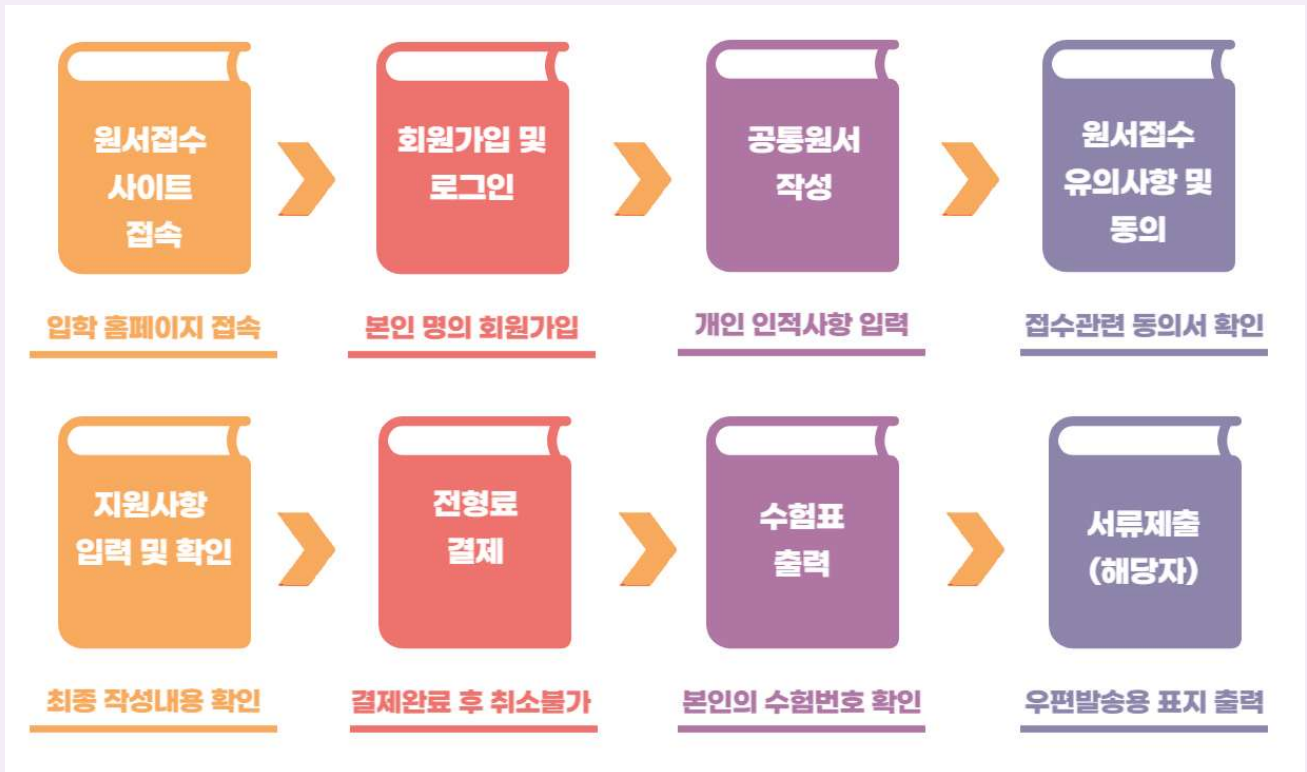 원서접수
사이트
접속
회원가입 및
로그인
공통원서
작성
원서접수
유의사항 및
동의
입학 홈페이지 접속
본인 명의 회원가입
개인 인적사항 입력
접수관련 동의서 확인
지원사항
입력 및 확인
전형료
결제
수험표
출력
서류제출
(해당자)
최종 작성내용 확인
결제완료 후 취소불가
본인의 수험번호 확인
우편발송용 표지 출력